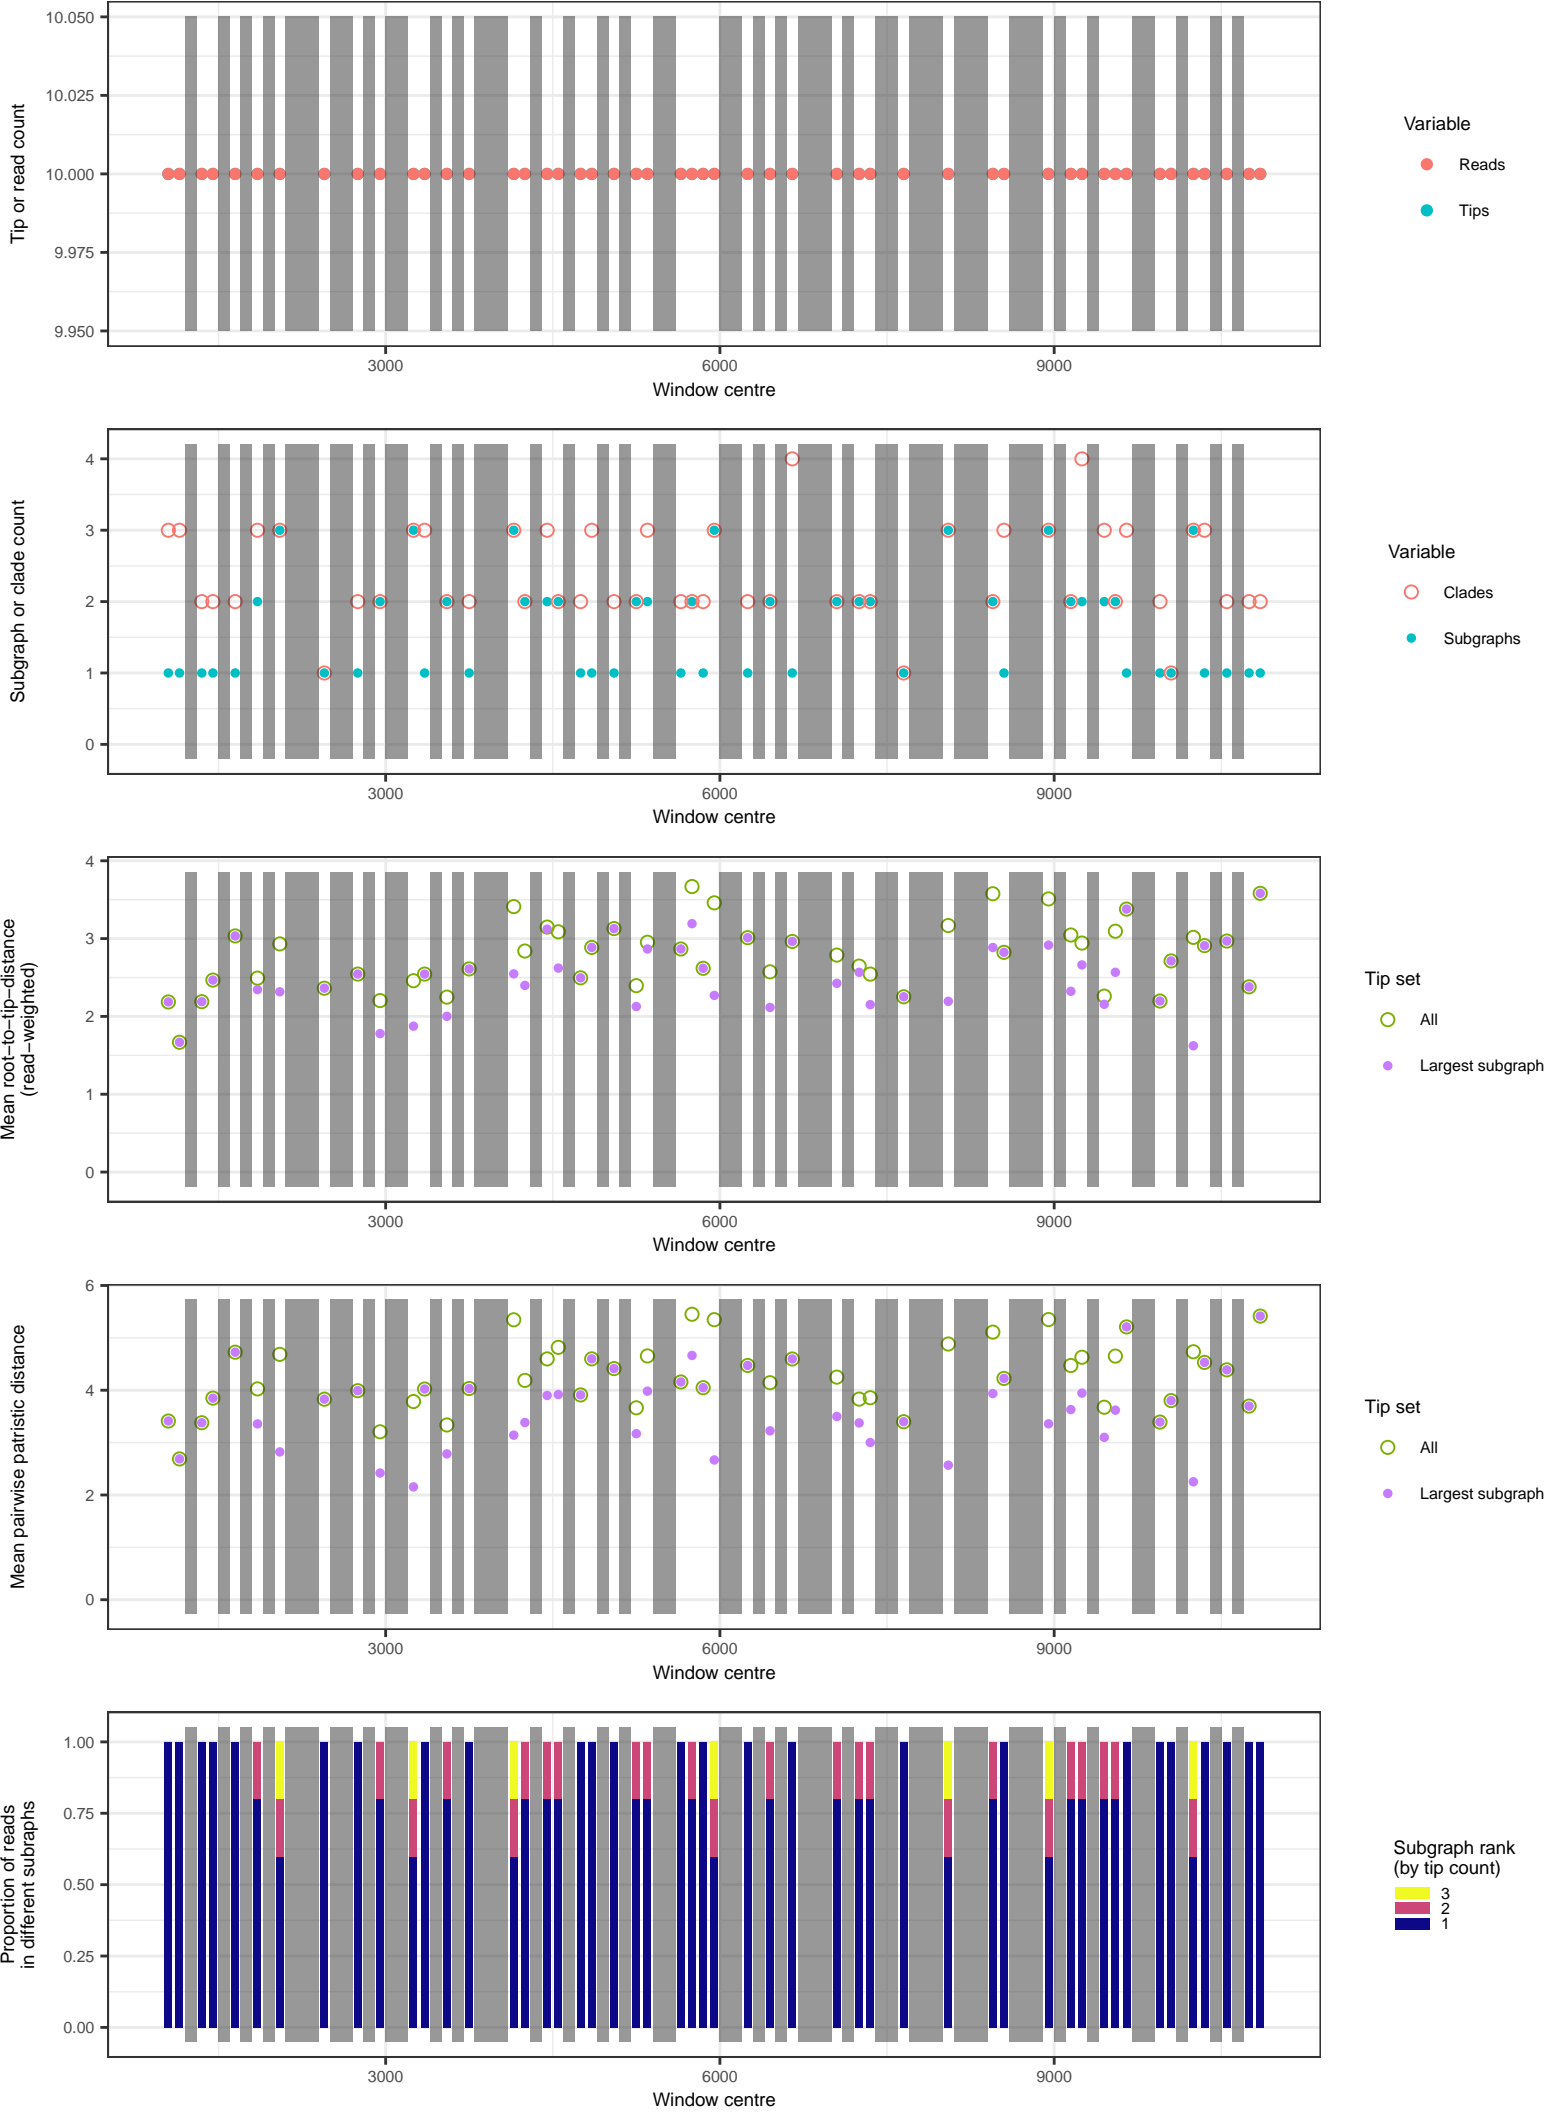 10.050
10.025
10.000
9.975
9.950
Tip or read count
3000
6000
9000
Window centre
Variable
Reads
Tips
4
3
2
1
0
Subgraph or clade count
3000
6000
9000
Window centre
Variable
Clades
Subgraphs
4
3
2
1
0
Mean root−to−tip−distance
(read−weighted)
3000
6000
9000
Window centre
Tip set
All
Largest subgraph
6
4
2
0
Mean pairwise patristic distance
3000
6000
9000
Window centre
Tip set
All
Largest subgraph
1.00
0.75
0.50
0.25
0.00
Proportion of reads
in different subraphs
3000
6000
9000
Window centre
Subgraph rank
(by tip count)
3
2
1